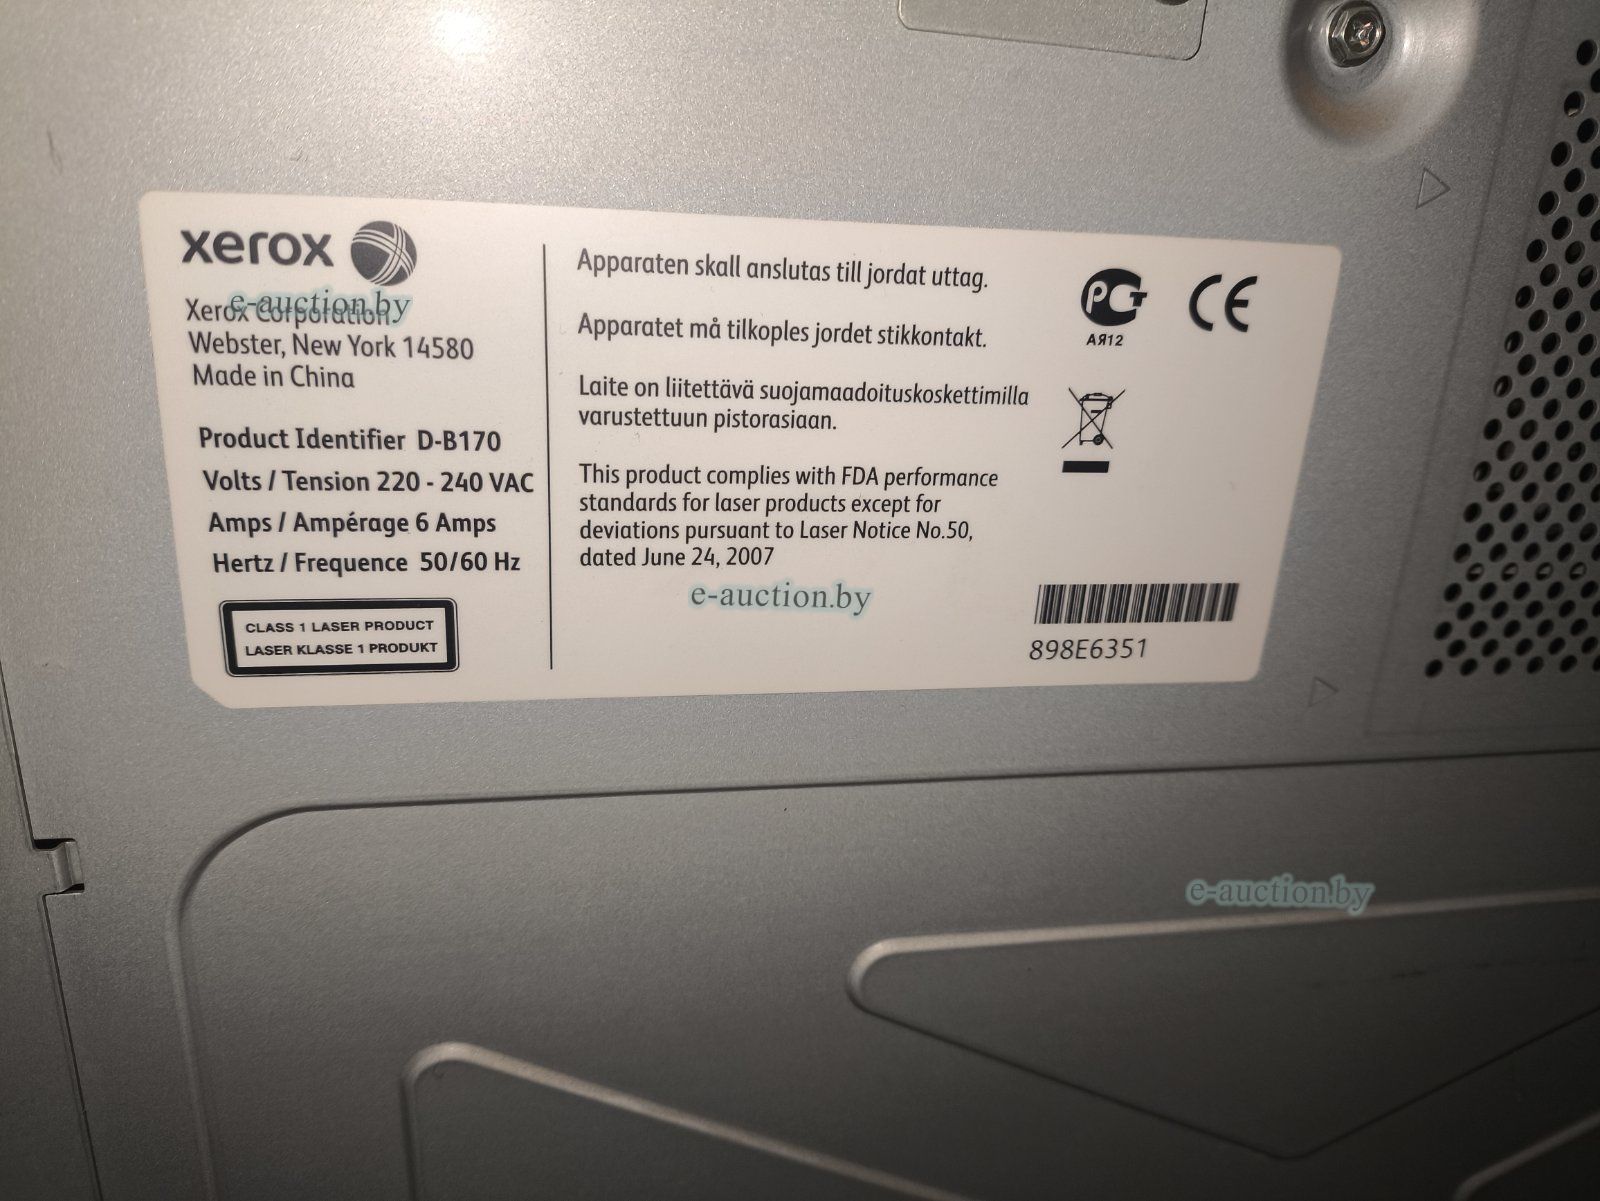 xerox
Xerox Corporation
e-auction.by
Webster, New York 14580
Made in China
Product Identifier D-B170
Volts / Tension 220 - 240 VAC
Amps / Ampérage 6 Amps
Hertz / Frequence 50/60 Hz
CLASS 1 LASER PRODUCT
LASER KLASSE 1 PRODUKT
Apparaten skall anslutas till jordat uttag.
Apparatet må tilkoples jordet stikkontakt.
Laite on liitettävä suojamaadoituskoskettimilla
varustettuun pistorasiaan.
This product complies with FDA performance
standards for laser products except for
deviations pursuant to Laser Notice No.50,
dated June 24, 2007
e-auction.by
РСТ
АЯ12
CE
898E6351
e-auction.by